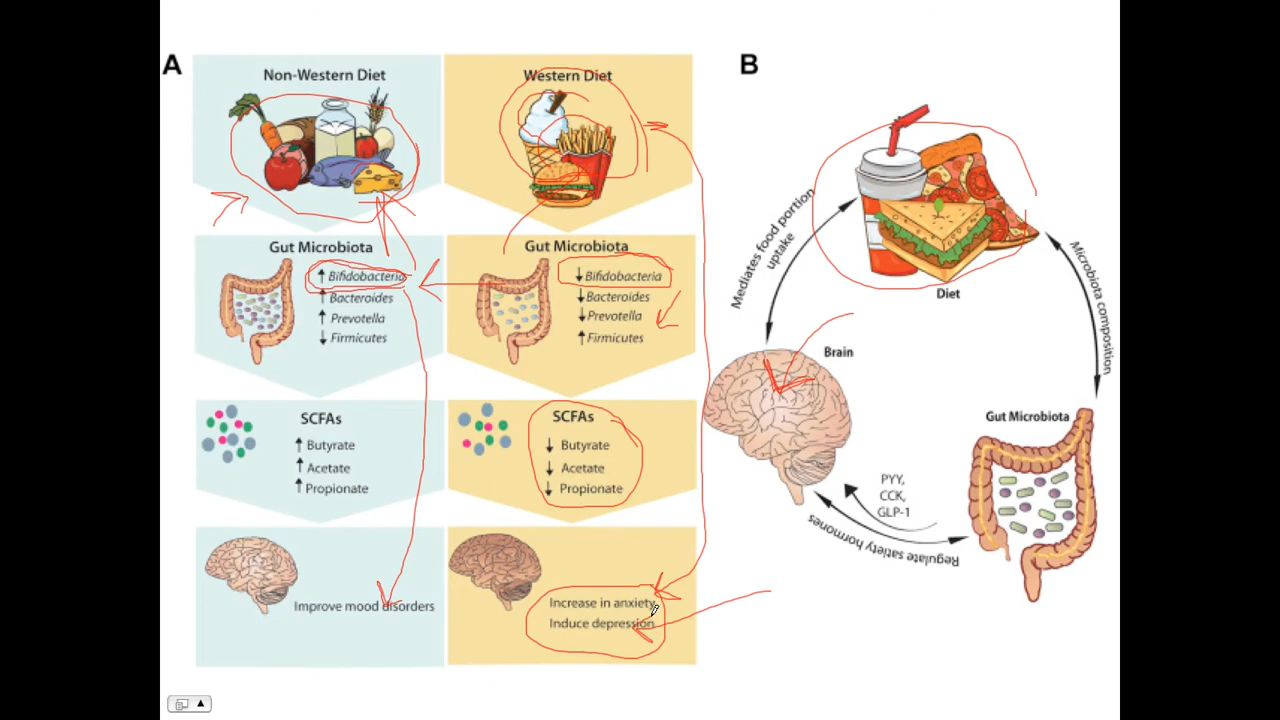 A
Non-Western Diet
Gut Microbiota
↑ Bifidobacteria
↑ Bacteroides
↑ Prevotella
↓ Firmicutes
SCFAs
↑ Butyrate
↑ Acetate
↑ Propionate
Improve mood disorders
Western Diet
Gut Microbiota
↓ Bifidobacteria
↓ Bacteroides
↓ Prevotella
↑ Firmicutes
SCFAs
↓ Butyrate
↓ Acetate
↓ Propionate
Increase in anxiety
Induce depression
B
Diet
Mediates food portion
uptake
Microbiota composition
Brain
Gut Microbiota
PYY,
CCK,
GLP-1
Regulate satiety hormones